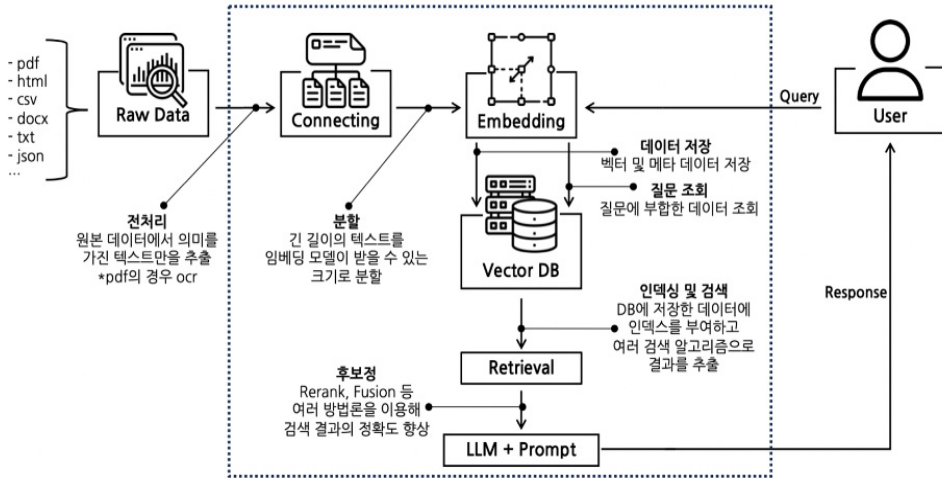 - pdf
- html
- csv
- docx
- txt
- json
...
Raw Data
Connecting
Embedding
Query
User
전처리
원본 데이터에서 의미를
가진 텍스트만을 추출
*pdf의 경우 ocr
분할
긴 길이의 텍스트를
임베딩 모델이 받을 수 있는
크기로 분할
데이터 저장
벡터 및 메타 데이터 저장
질문 조회
질문에 부합한 데이터 조회
Vector DB
인덱싱 및 검색
DB에 저장한 데이터에
인덱스를 부여하고
여러 검색 알고리즘으로
결과를 추출
Response
Retrieval
후보정
Rerank, Fusion 등
여러 방법론을 이용해
검색 결과의 정확도 향상
LLM + Prompt